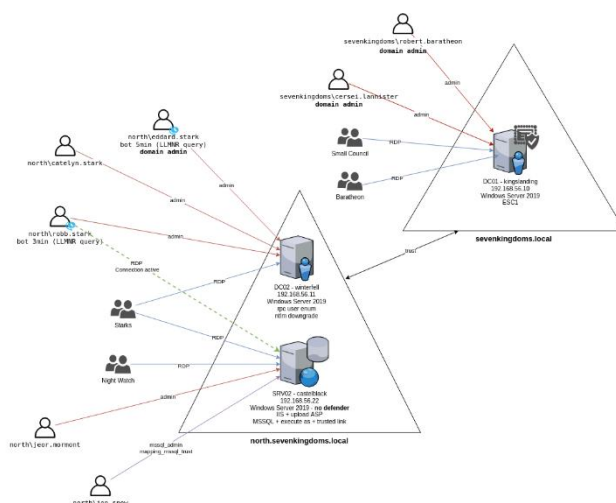 sevenkingdoms\robert.baratheon
domain admin
admin
sevenkingdoms\cersei.lannister
domain admin
admin
north\eddard.stark
bot 5min (LLMNR query)
domain admin
admin
Small Council
RDP
Baratheon
RDP
DC01 - kingslanding
192.168.56.10
Windows Server 2019
ESC1
sevenkingdoms.local
north\catelyn.stark
admin
north\robb.stark
bot 3min (LLMNR query)
admin
RDP
Connection active
trust
DC02 - winterfell
192.168.56.11
Windows Server 2019
rpc user enum
ntlm downgrade
Starks
RDP
RDP
Night Watch
RDP
SRV02 - castelblack
192.168.56.22
Windows Server 2019 - no defender
IIS + upload ASP
MSSQL + execute as + trusted link
admin
north\jeor.mormont
mssql_admin
mapping_mssql_trust
north.sevenkingdoms.local